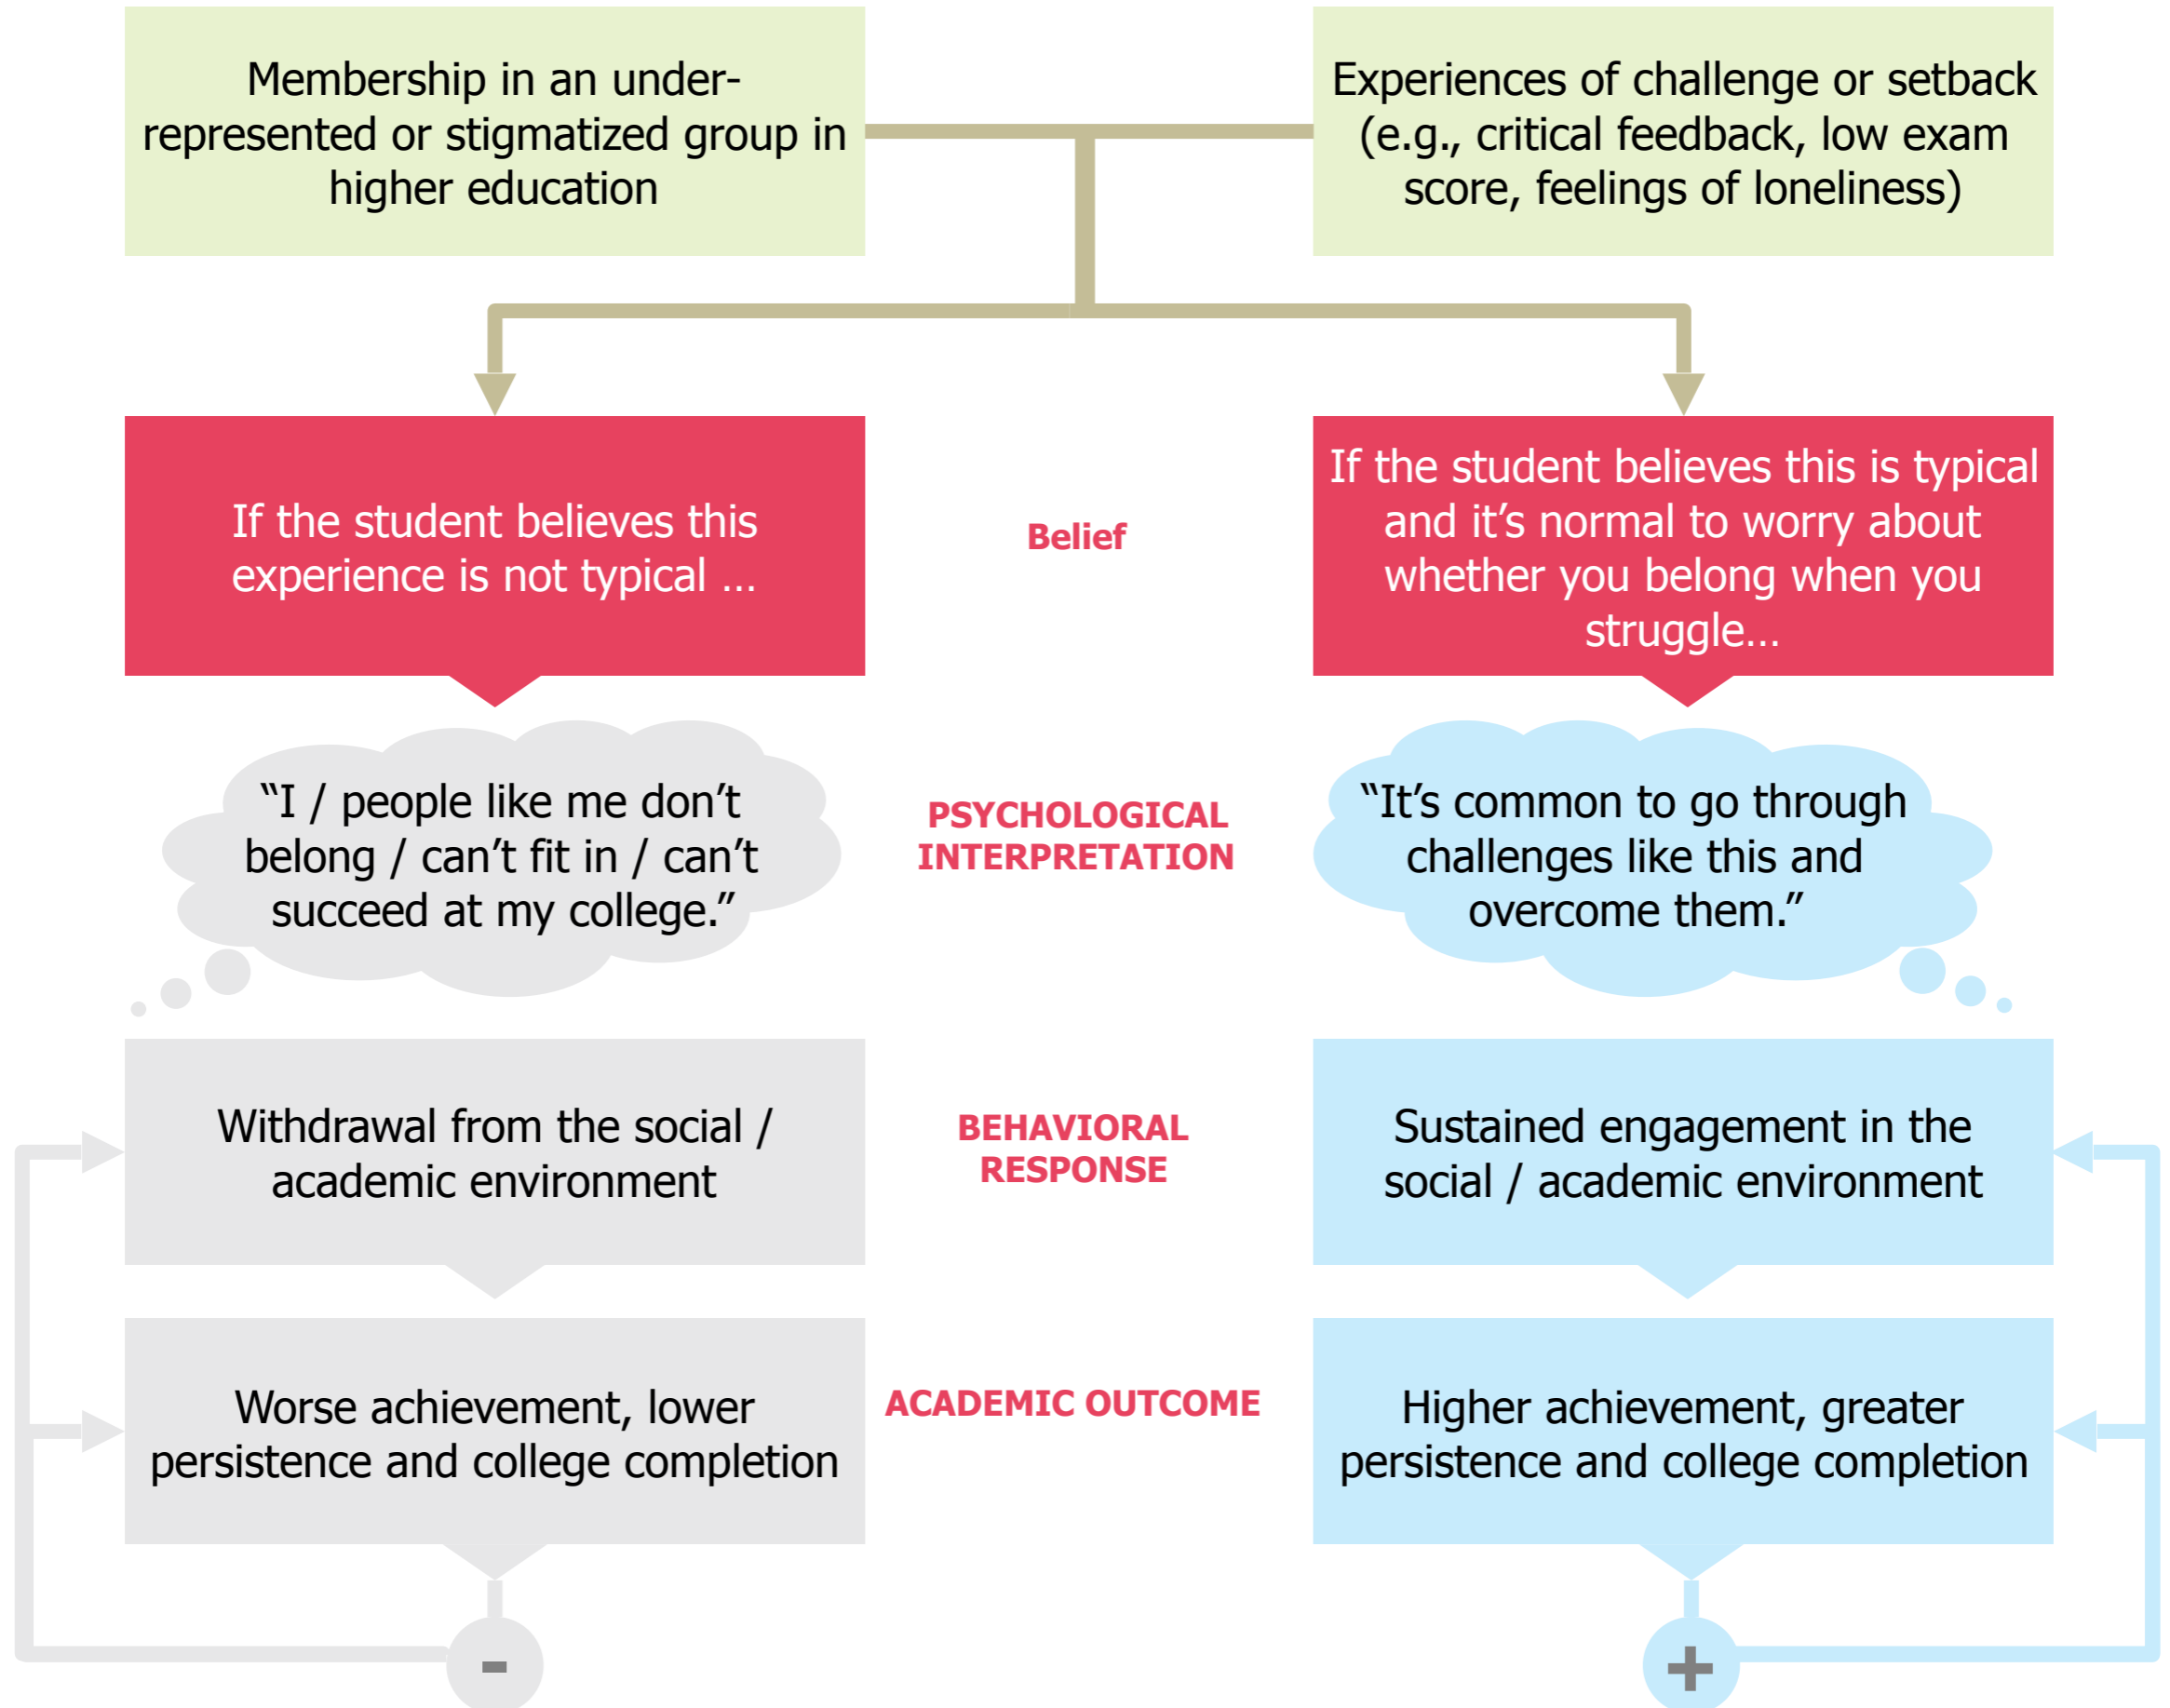 Membership in an under-
represented or stigmatized group in
higher education
Experiences of challenge or setback
(e.g., critical feedback, low exam
score, feelings of loneliness)
If the student believes this
experience is not typical …
Belief
If the student believes this is typical
and it’s normal to worry about
whether you belong when you
struggle…
“I / people like me don’t
belong / can’t fit in / can’t
succeed at my college.”
PSYCHOLOGICAL
INTERPRETATION
“It’s common to go through
challenges like this and
overcome them.”
Withdrawal from the social /
academic environment
BEHAVIORAL
RESPONSE
Sustained engagement in the
social / academic environment
Worse achievement, lower
persistence and college completion
ACADEMIC OUTCOME
Higher achievement, greater
persistence and college completion
-
+